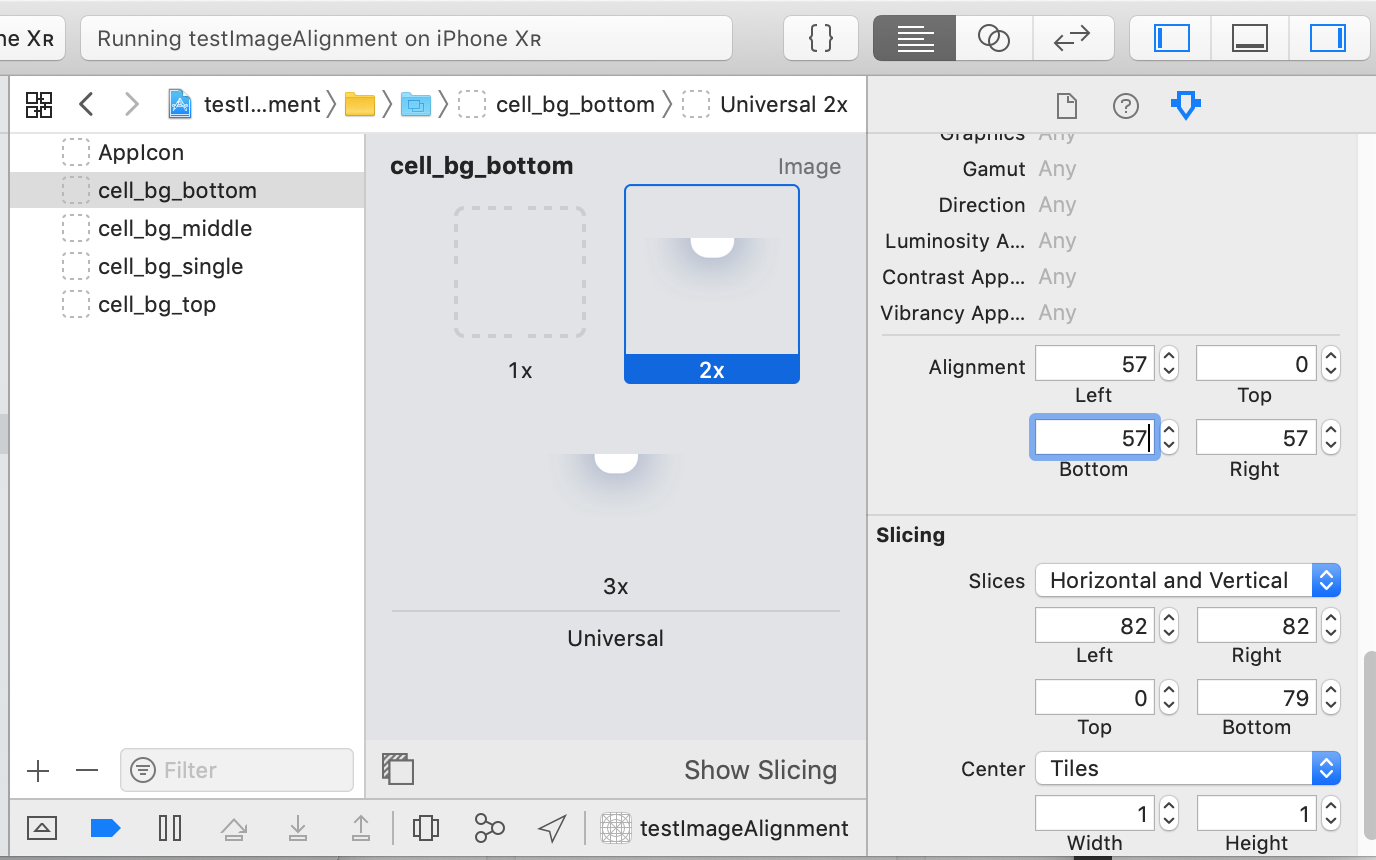 ne XR
Running testImageAlignment on iPhone XR
{ }
testI...ment
cell_bg_bottom
Universal 2x
AppIcon
cell_bg_bottom
cell_bg_middle
cell_bg_single
cell_bg_top
Filter
cell_bg_bottom
Image
1x
2x
3x
Universal
Show Slicing
testImageAlignment
Graphics Any
Gamut Any
Direction Any
Luminosity A... Any
Contrast App... Any
Vibrancy App... Any
Alignment 57 0
Left Top
57 57
Bottom Right
Slicing
Slices Horizontal and Vertical
82 82
Left Right
0 79
Top Bottom
Center Tiles
1 1
Width Height